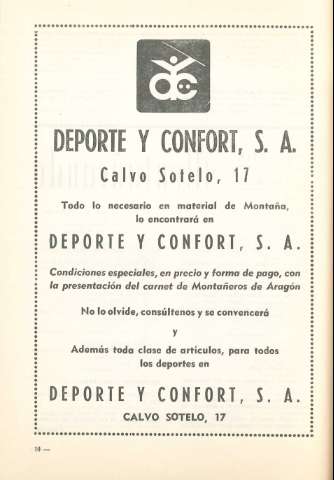 DEPORTE Y CONFORT, S. A.
Calvo Sotelo, 17
Todo lo necesario en material de Montaña,
lo encontrará en
DEPORTE Y CONFORT, S. A.
Condiciones especiales, en precio y forma de pago, con
la presentación del carnet de Montañeros de Aragón
No lo olvide, consúltenos y se convencerá
y
Además toda clase de artículos, para todos
los deportes en
DEPORTE Y CONFORT, S. A.
CALVO SOTELO, 17